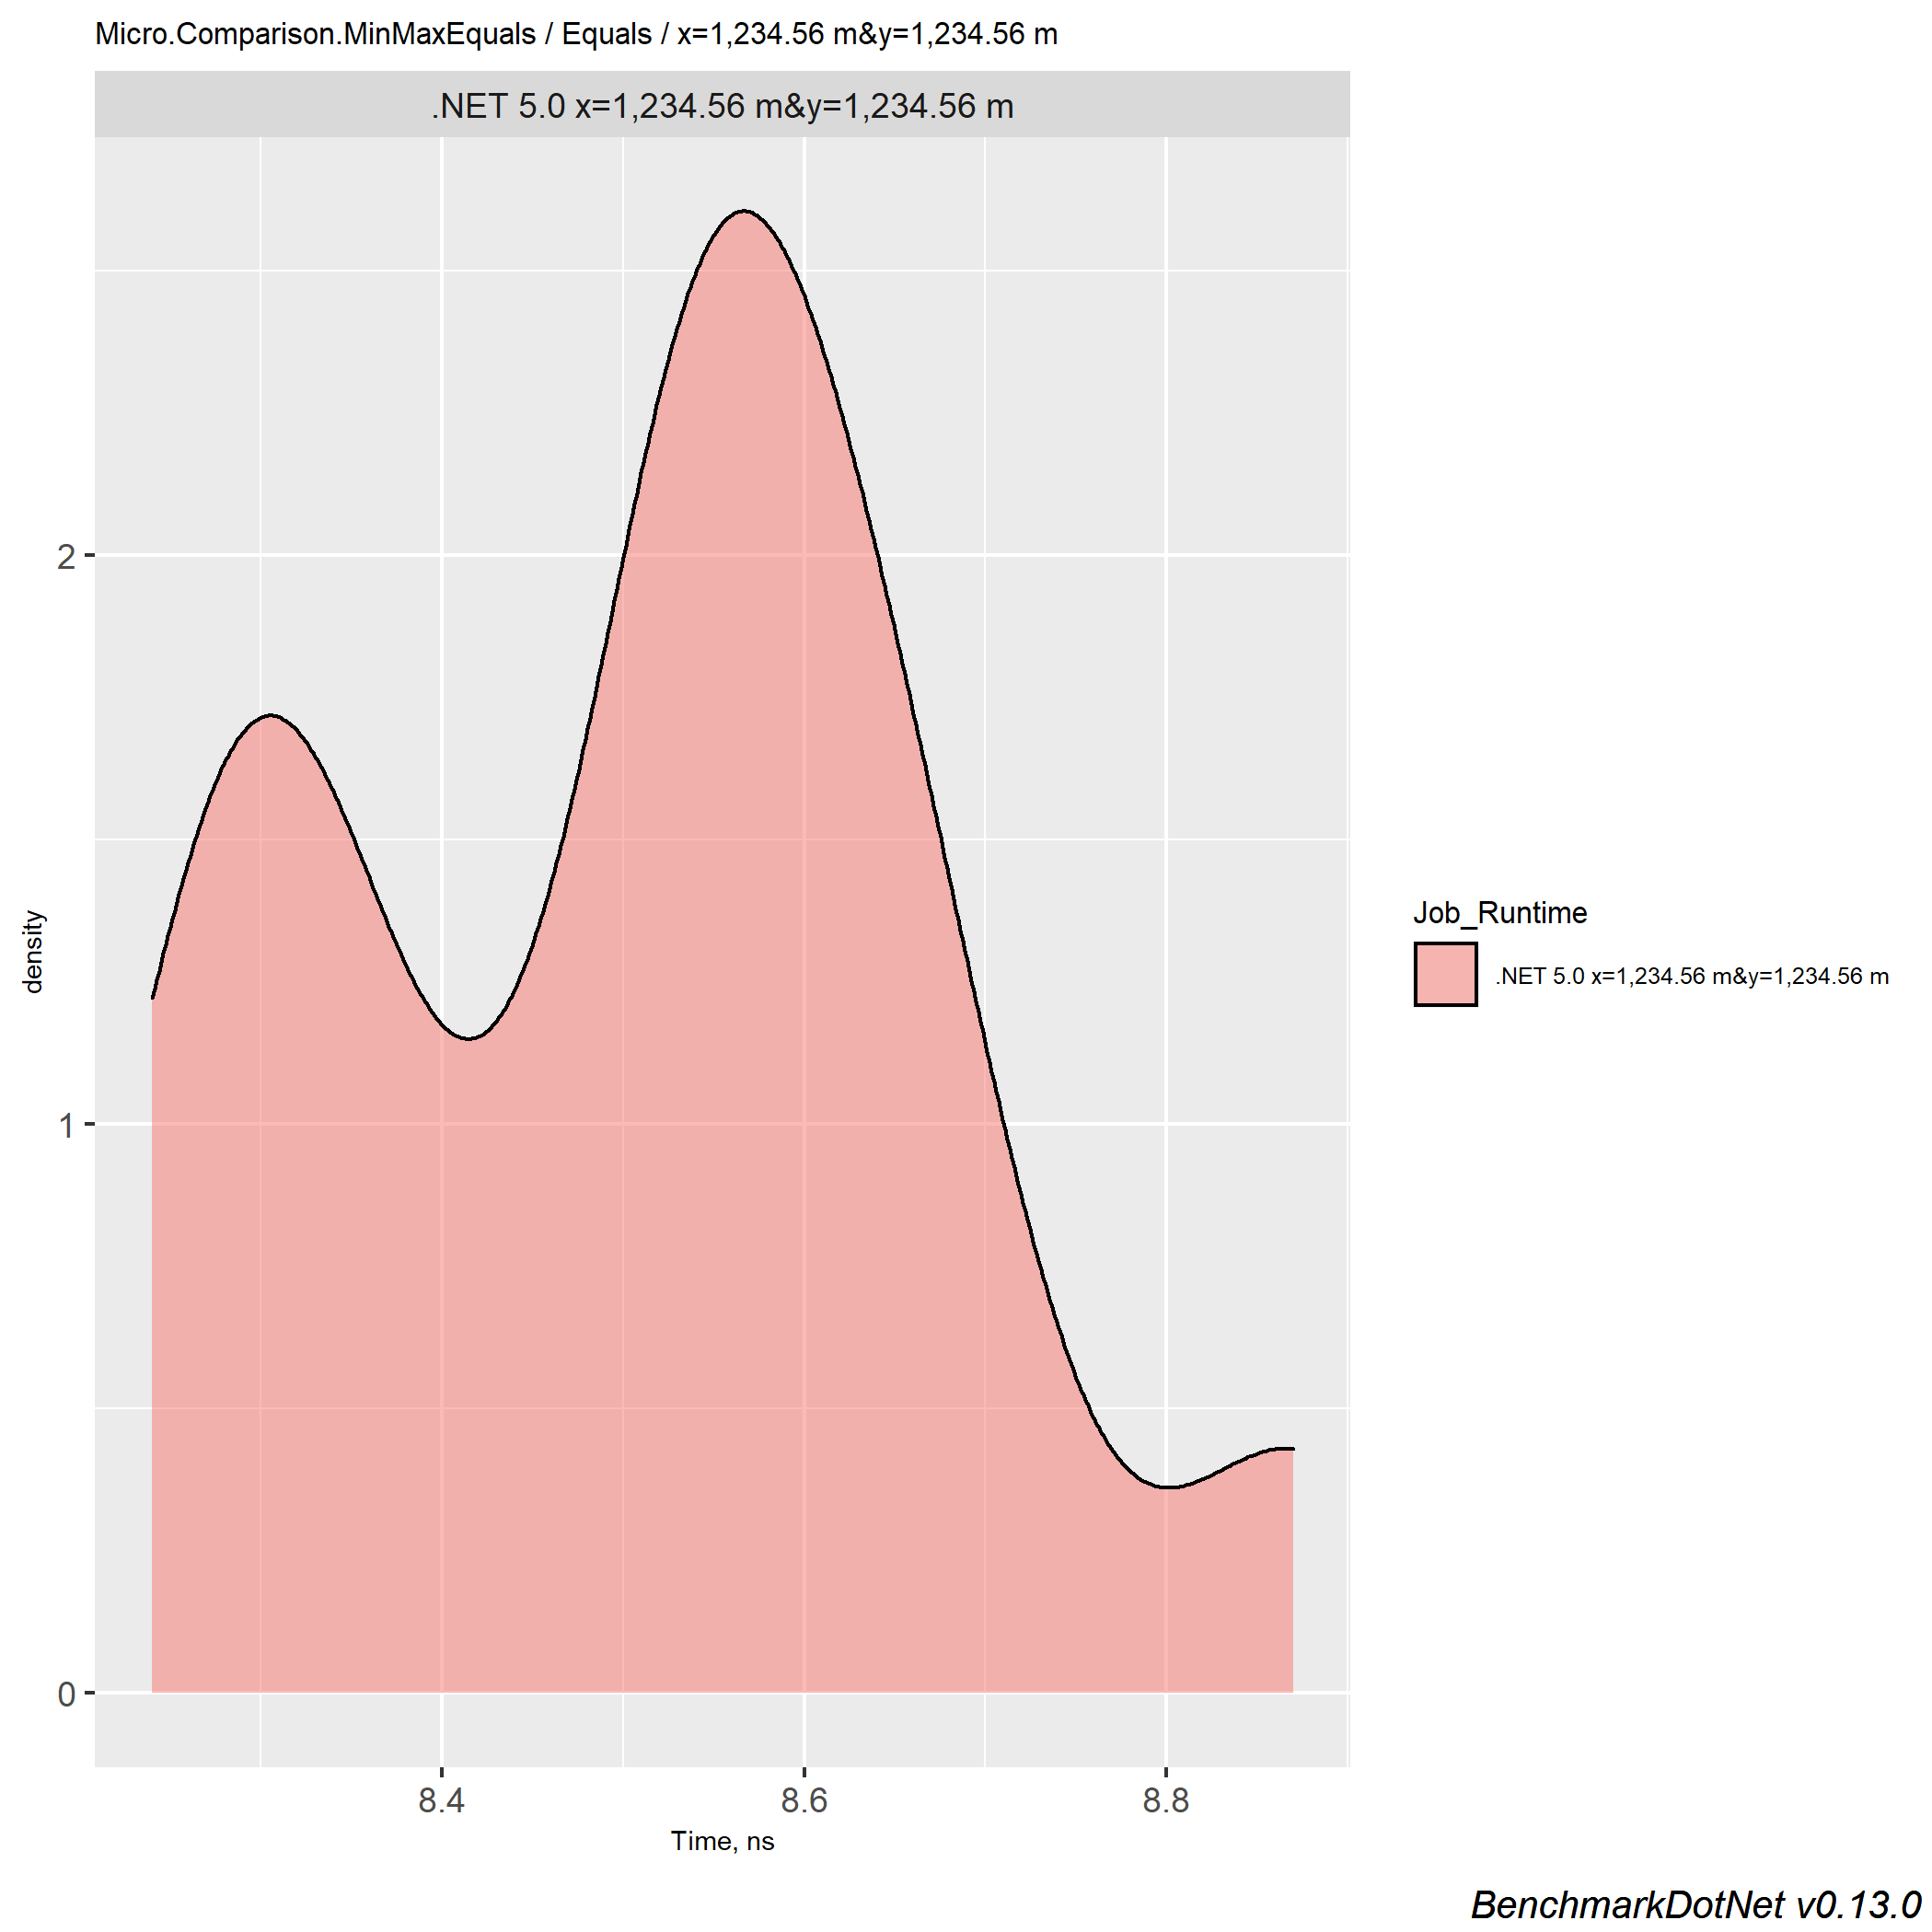 Micro.Comparison.MinMaxEquals / Equals / x=1,234.56 m&y=1,234.56 m
.NET 5.0 x=1,234.56 m&y=1,234.56 m
density
2
1
0
8.4 8.6 8.8
Time, ns
Job_Runtime
.NET 5.0 x=1,234.56 m&y=1,234.56 m
BenchmarkDotNet v0.13.0